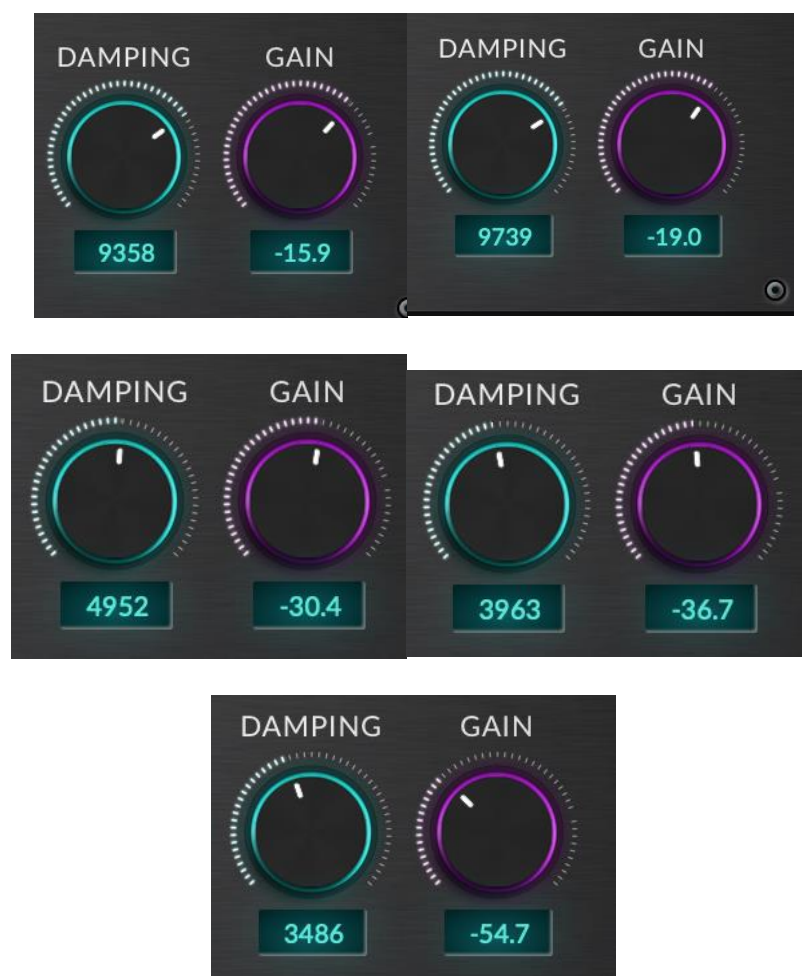 DAMPING GAIN
9358 -15.9
DAMPING GAIN
9739 -19.0
DAMPING GAIN
4952 -30.4
DAMPING GAIN
3963 -36.7
DAMPING GAIN
3486 -54.7